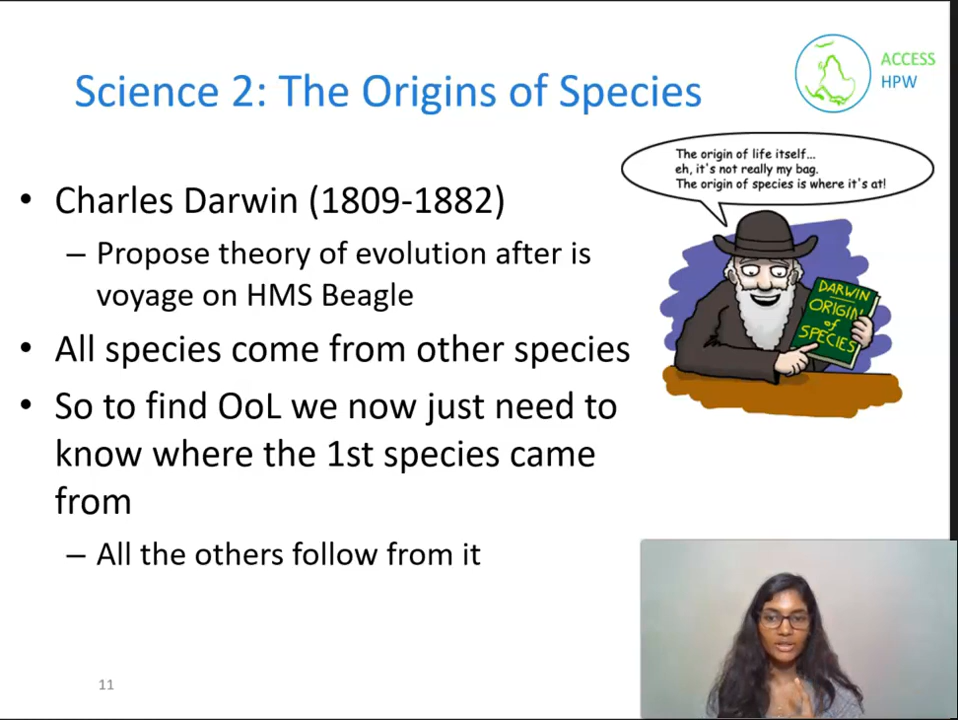 Science 2: The Origins of Species
ACCESS
HPW
The origin of life itself...
eh, it's not really my bag.
The origin of species is where it's at!
• Charles Darwin (1809-1882)
– Propose theory of evolution after is
voyage on HMS Beagle
DARWIN
ORIGIN
of
SPECIES
• All species come from other species
• So to find OoL we now just need to
know where the 1st species came
from
– All the others follow from it
11